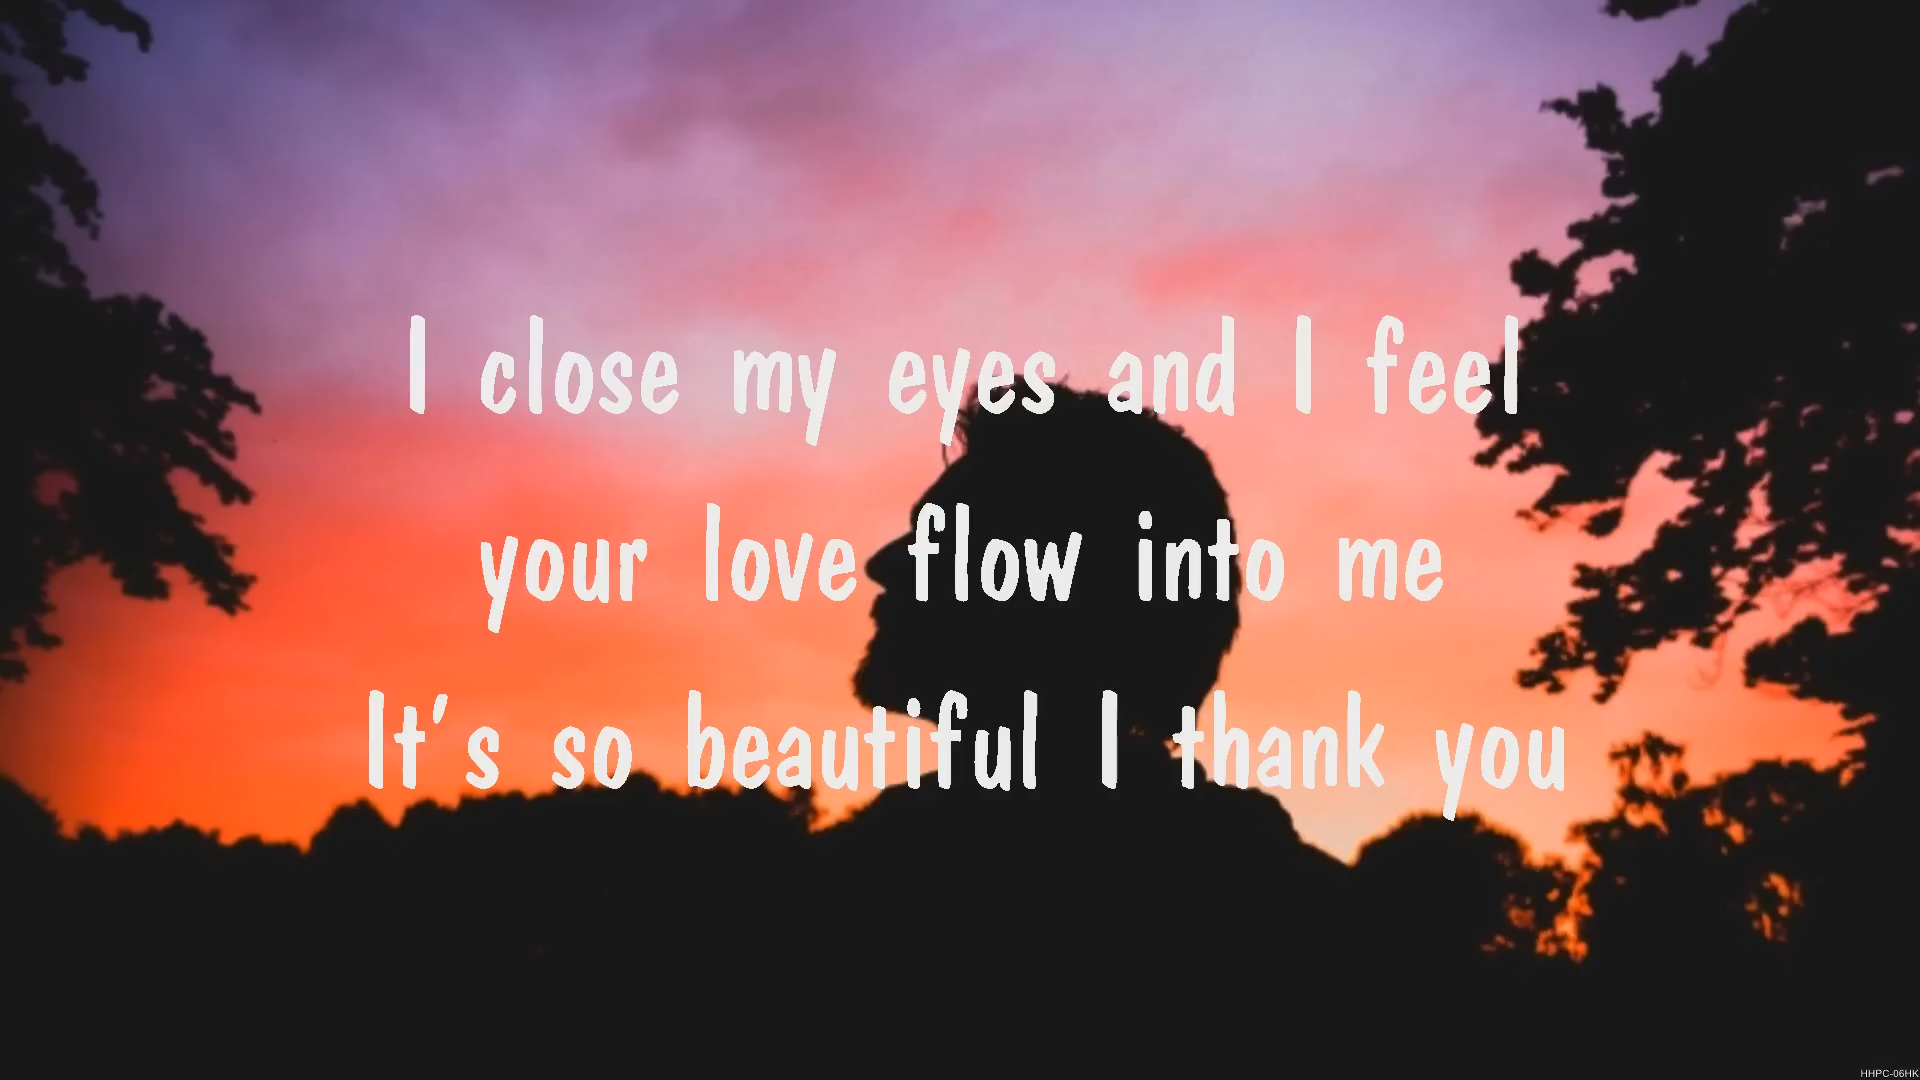 I close my eyes and I feel
your love flow into me
It's so beautiful I thank you
HHPC-06HK